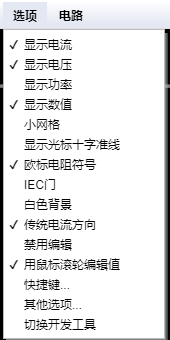 选项 电路
✓ 显示电流
✓ 显示电压
显示功率
✓ 显示数值
小网格
显示光标十字准线
✓ 欧标电阻符号
IEC门
白色背景
✓ 传统电流方向
禁用编辑
✓ 用鼠标滚轮编辑值
快捷键...
其他选项...
切换开发工具